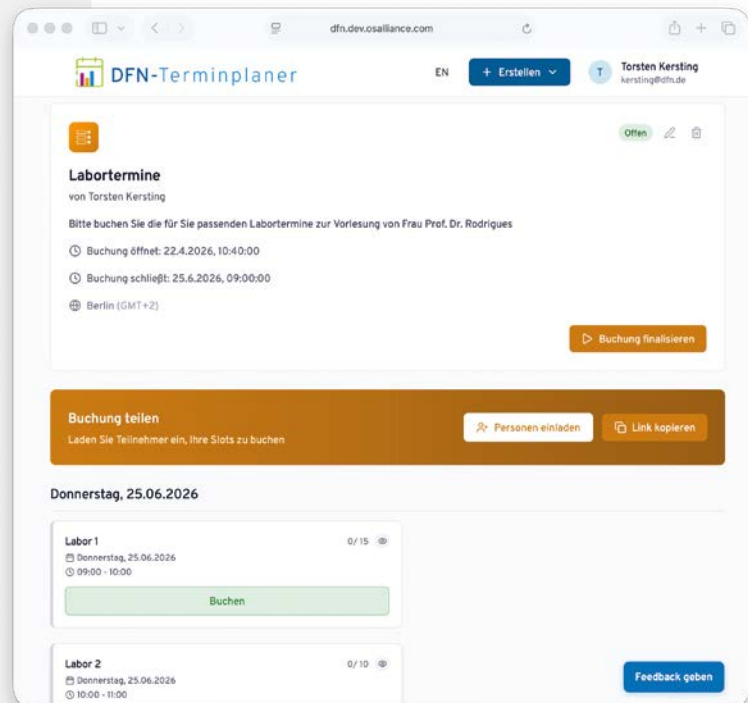 dfn.dev.osalliance.com
DFN-Terminplaner
EN
+ Erstellen
T
Torsten Kersting
kersting@dfn.de
Offen
Labortermine
von Torsten Kersting
Bitte buchen Sie die für Sie passenden Labortermine zur Vorlesung von Frau Prof. Dr. Rodrigues
Buchung öffnet: 22.4.2026, 10:40:00
Buchung schließt: 25.6.2026, 09:00:00
Berlin (GMT+2)
Buchung finalisieren
Buchung teilen
Laden Sie Teilnehmer ein, Ihre Slots zu buchen
Personen einladen
Link kopieren
Donnerstag, 25.06.2026
Labor 1
0/15
Donnerstag, 25.06.2026
09:00 - 10:00
Buchen
Labor 2
0/10
Donnerstag, 25.06.2026
10:00 - 11:00
Feedback geben